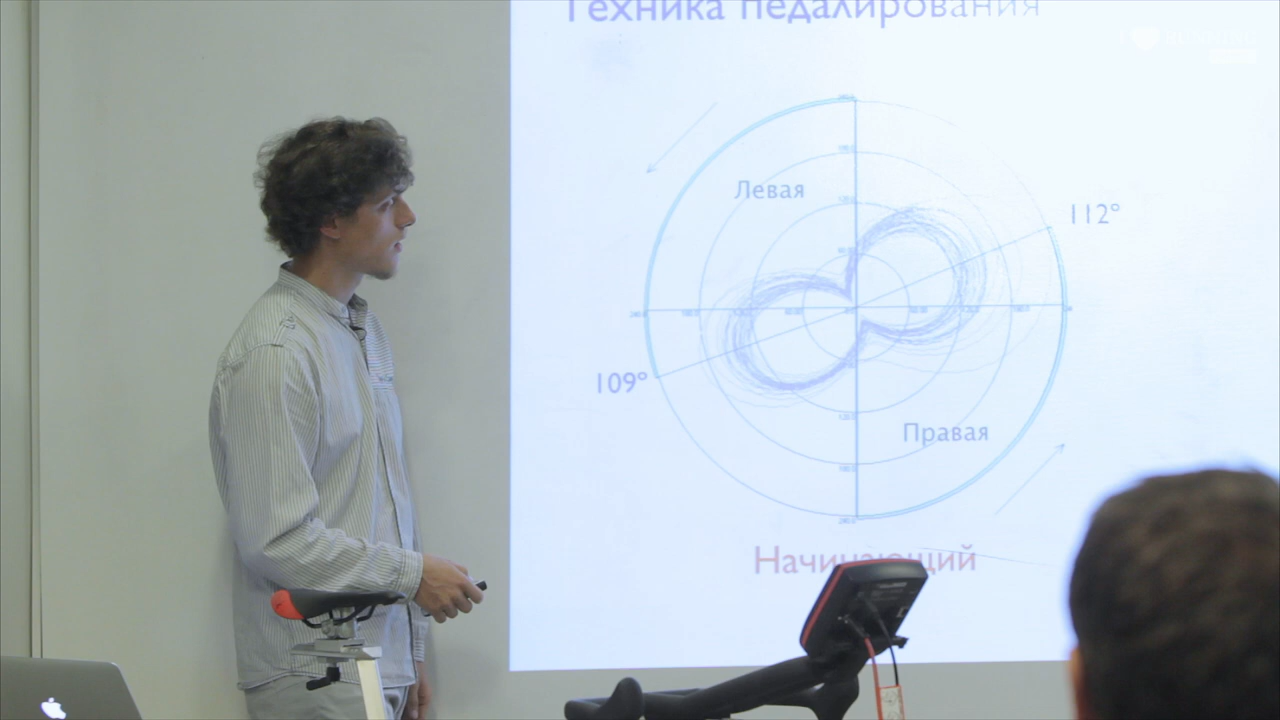 Техника педалирования
Левая
112°
109°
Правая
Начинающий